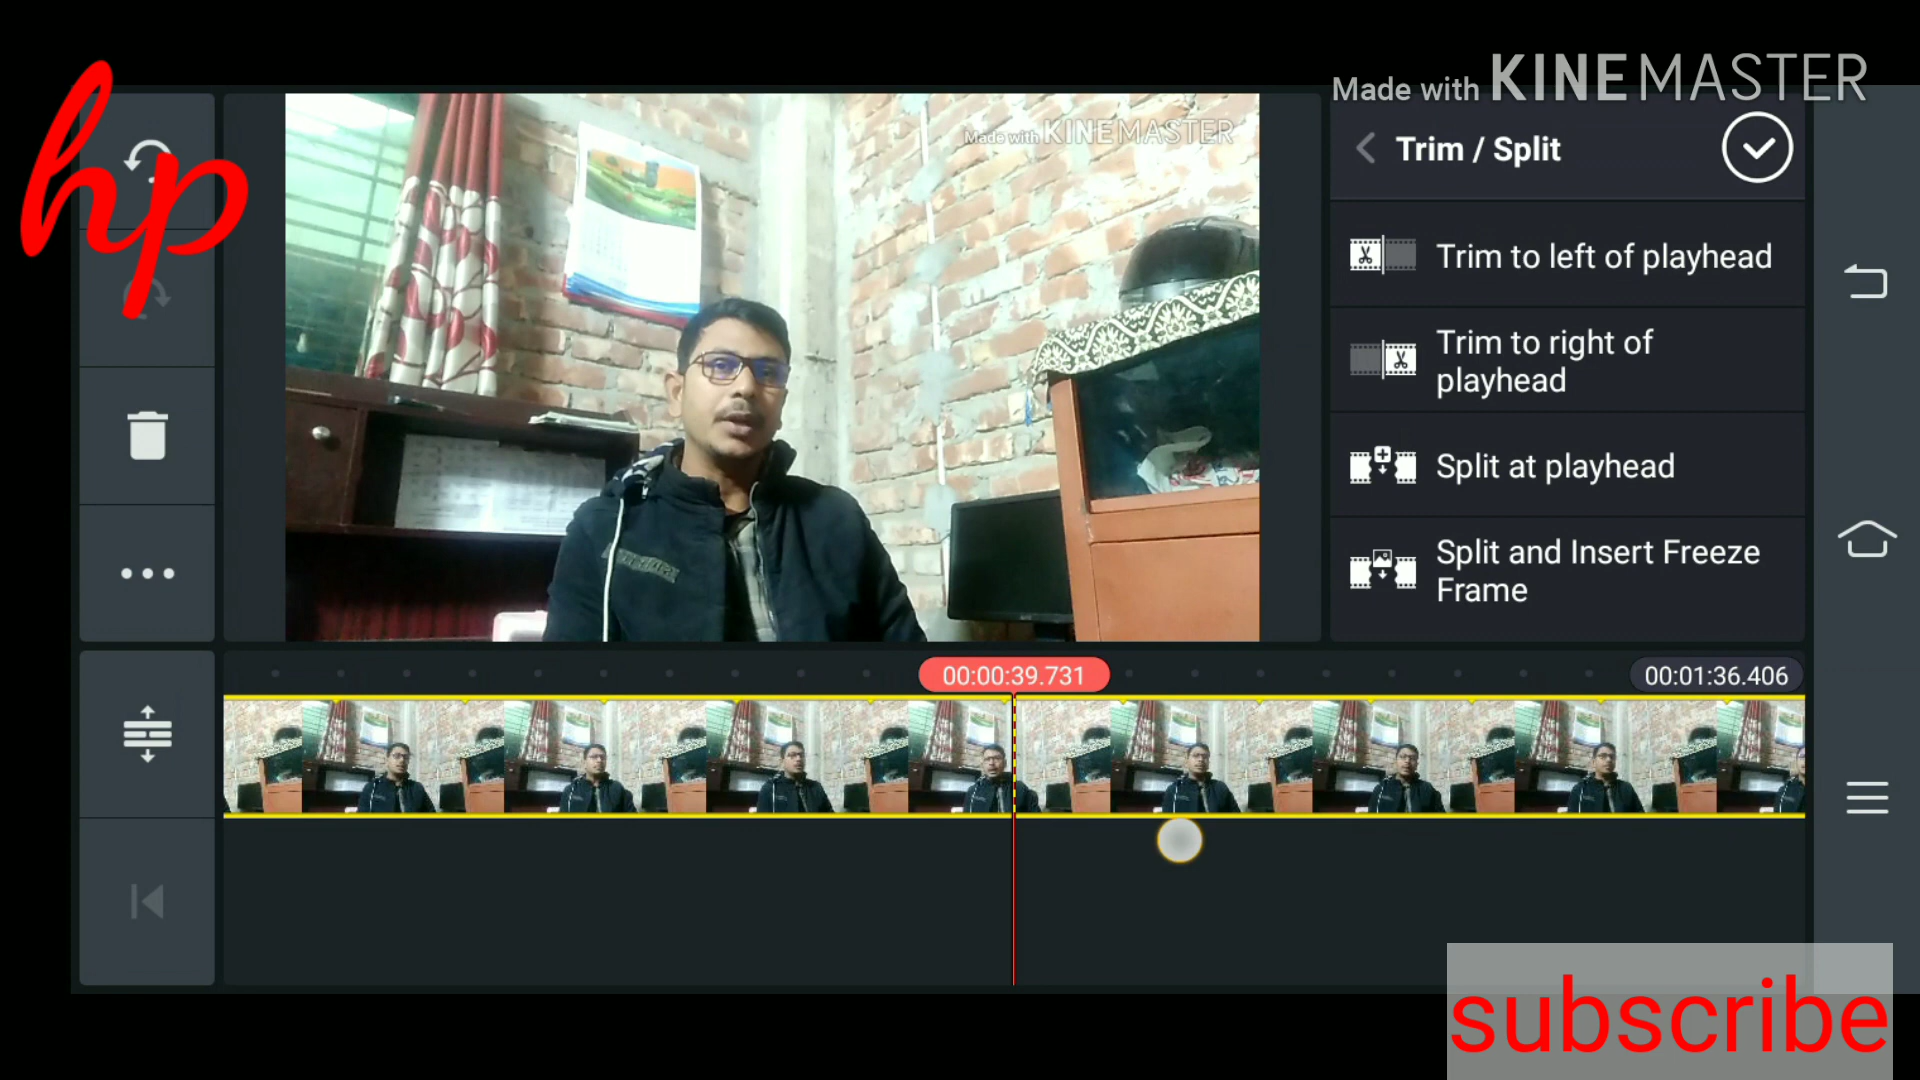 hp
Made with KINEMASTER
Made with KINEMASTER
Trim / Split
Trim to left of playhead
Trim to right of
playhead
Split at playhead
Split and Insert Freeze
Frame
00:00:39.731
00:01:36.406
subscribe